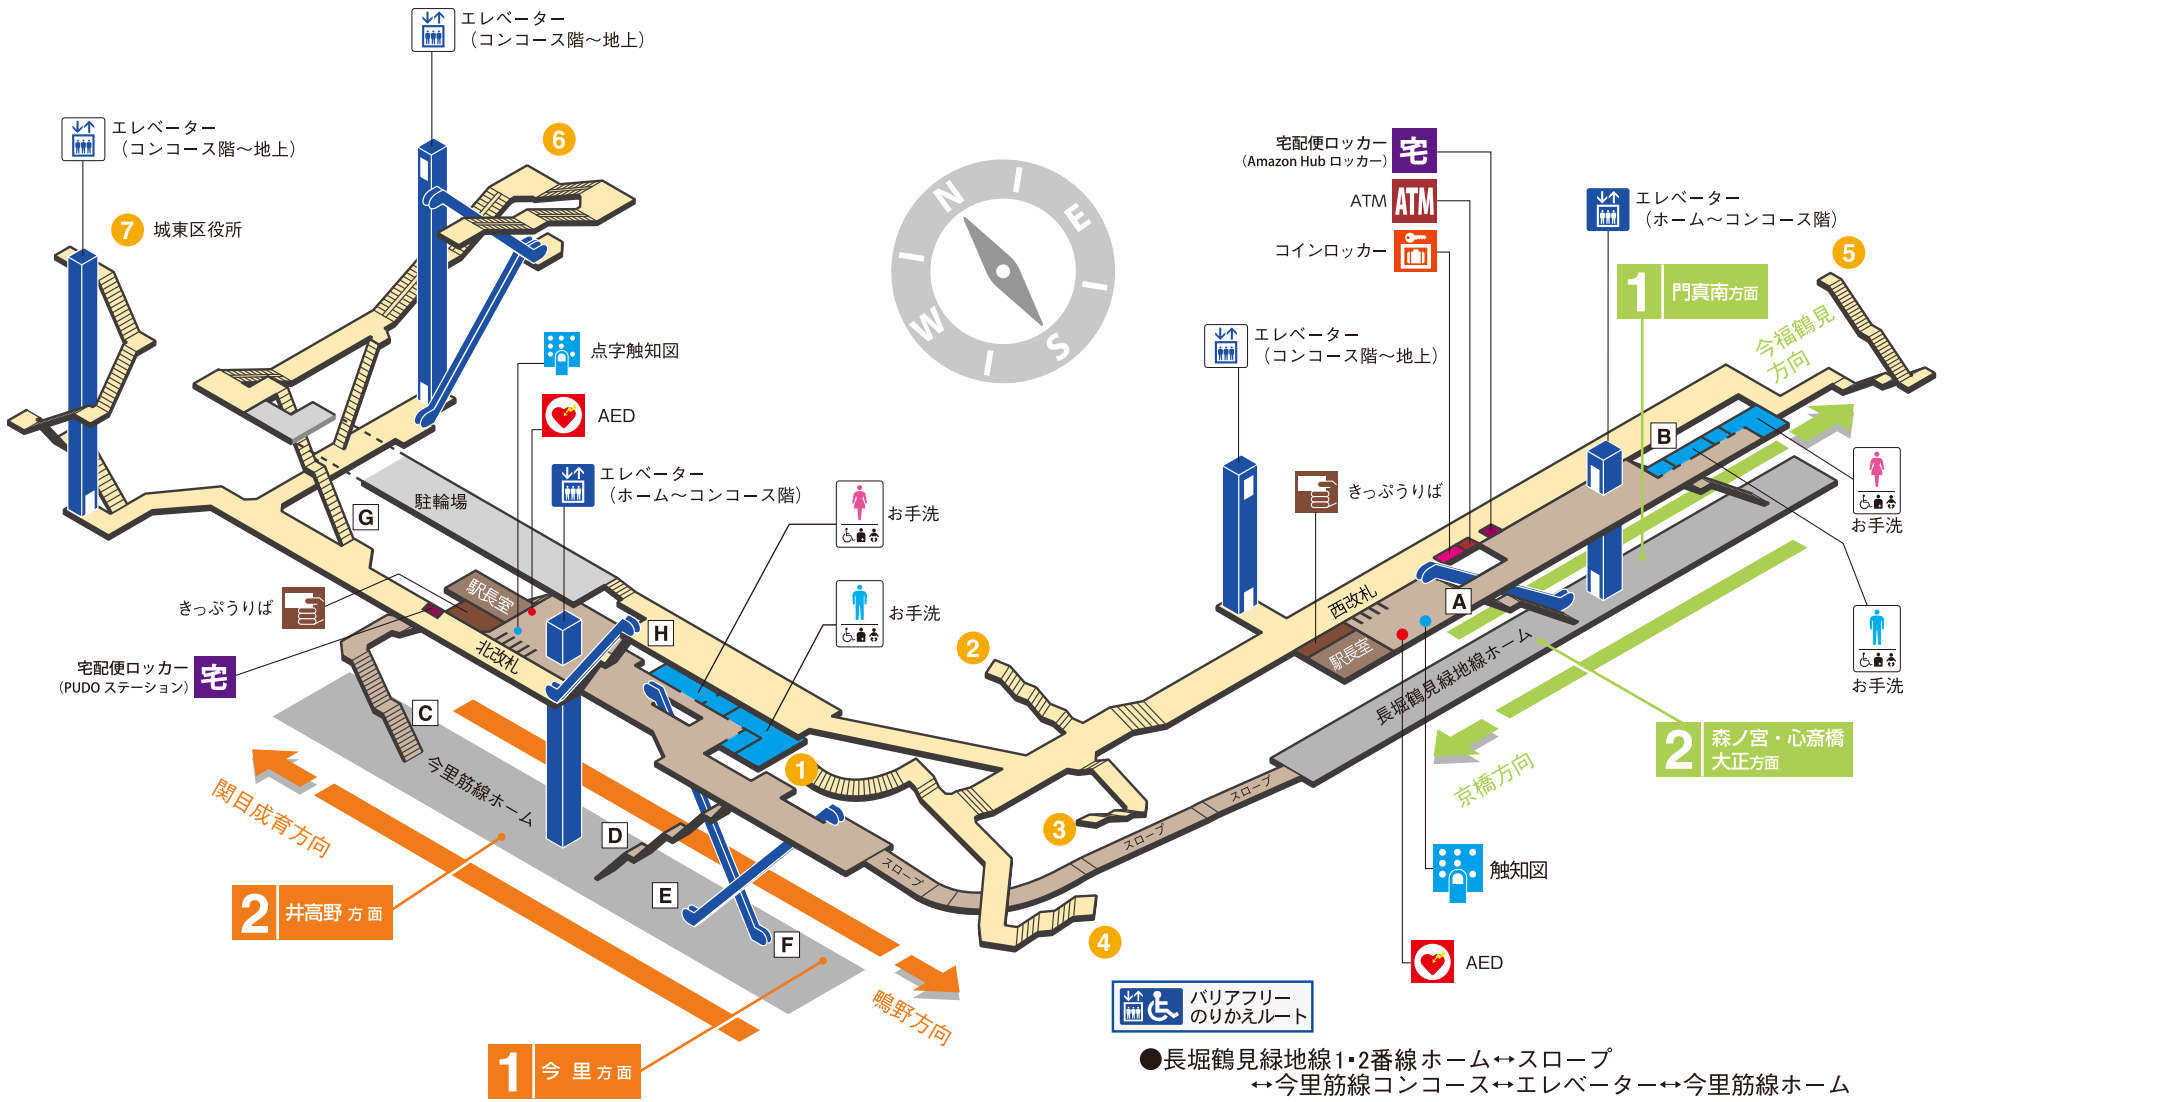 エレベーター
（コンコース階～地上）
エレベーター
（コンコース階～地上）
6
7 城東区役所
点字触知図
AED
エレベーター
（ホーム～コンコース階）
駐輪場
G
お手洗
お手洗
きっぷうりば
駅長室
北改札
H
宅配便ロッカー
（PUDO ステーション）
宅
C
今里筋線ホーム
関目成育方向
D
E
F
2 井高野方面
1 今里方面
鴫野方向
スロープ
N
E
S
W
宅配便ロッカー
（Amazon Hub ロッカー）
宅
ATM
ATM
コインロッカー
エレベーター
（ホーム～コンコース階）
5
1 門真南方面
今福鶴見
方向
エレベーター
（コンコース階～地上）
きっぷうりば
B
お手洗
お手洗
西改札
A
駅長室
長堀鶴見緑地線ホーム
2
1
3
4
スロープ
スロープ
京橋方向
2 森ノ宮・心斎橋
大正方面
触知図
AED
バリアフリー
のりかえルート
●長堀鶴見緑地線1・2番線ホーム↔スロープ
↔今里筋線コンコース↔エレベーター↔今里筋線ホーム